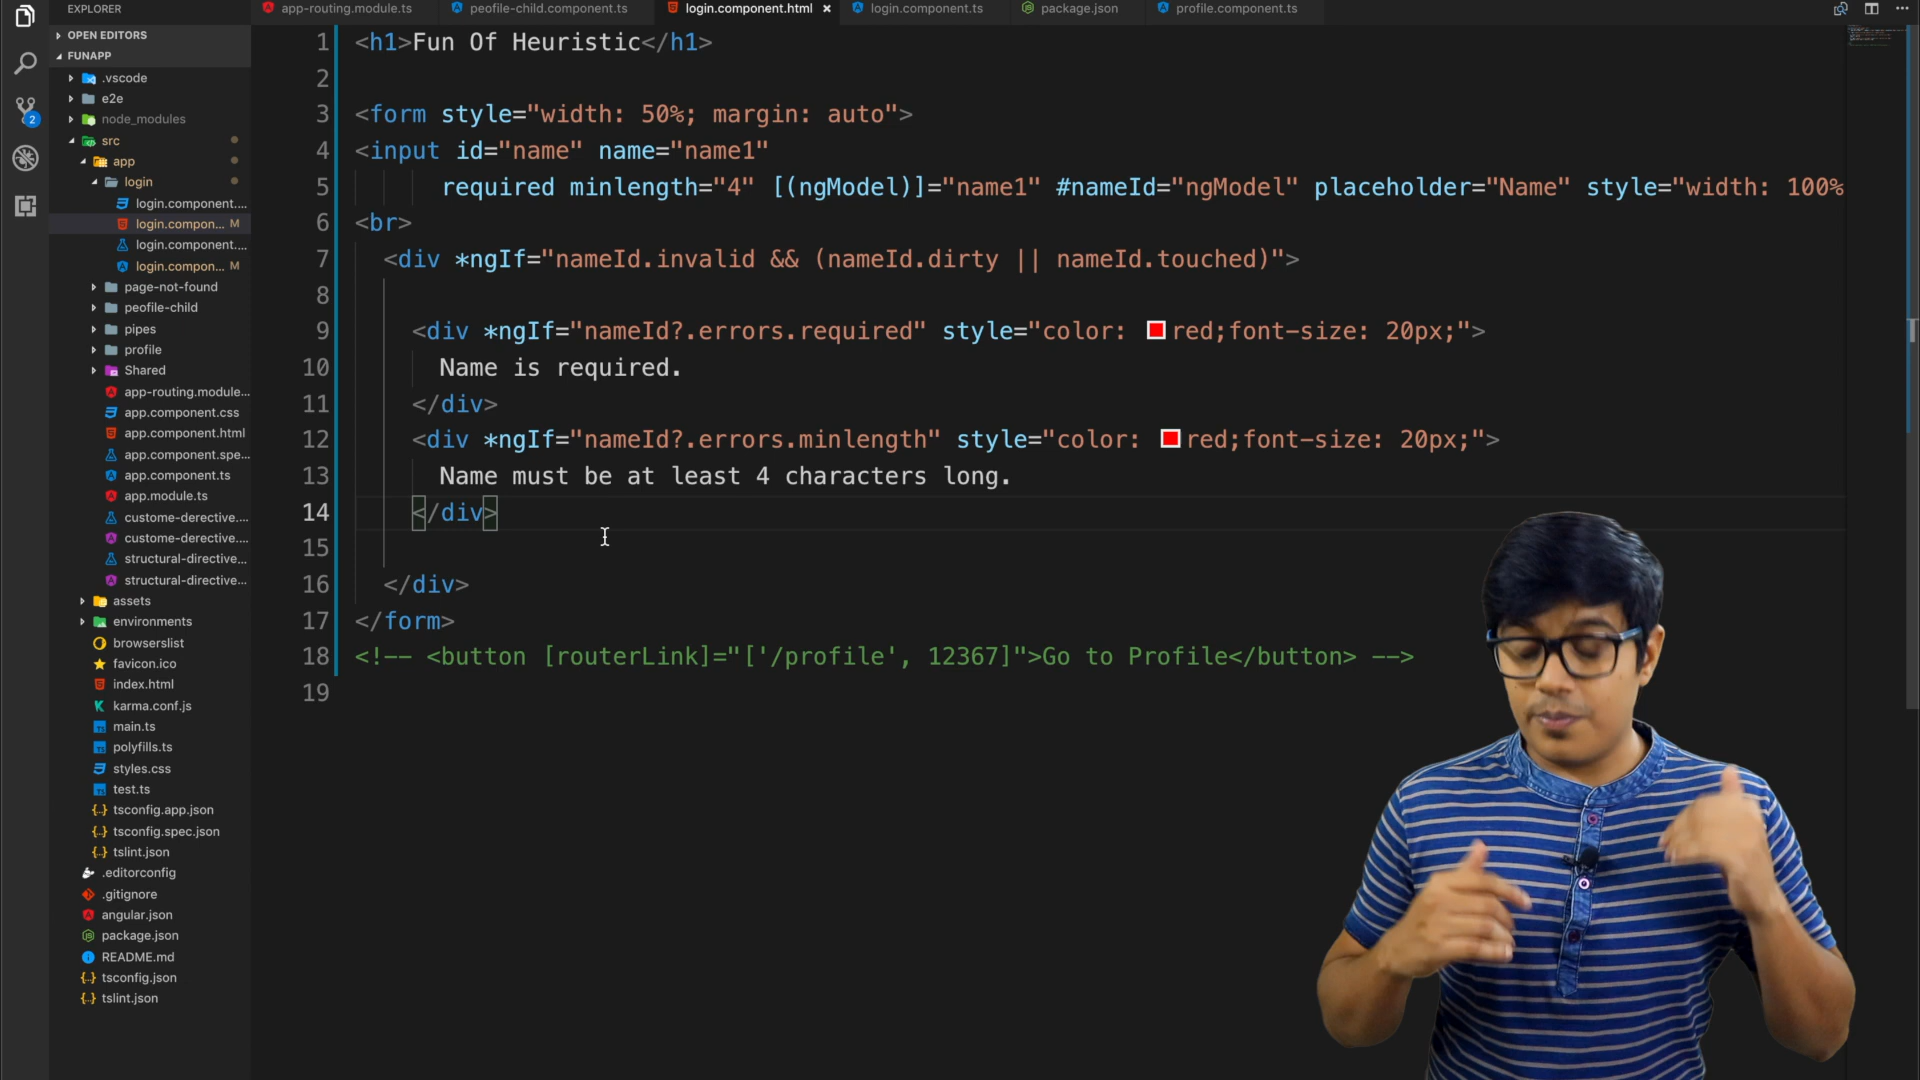 EXPLORER
OPEN EDITORS
FUNAPP
.vscode
e2e
node_modules
src
app
login
login.component....
login.compon... M
login.component....
login.compon... M
page-not-found
peofile-child
pipes
profile
Shared
app-routing.module...
app.component.css
app.component.html
app.component.spe...
app.component.ts
app.module.ts
custome-derective....
custome-derective....
structural-directive...
structural-directive...
assets
environments
browserslist
favicon.ico
index.html
karma.conf.js
main.ts
polyfills.ts
styles.css
test.ts
tsconfig.app.json
tsconfig.spec.json
tslint.json
.editorconfig
.gitignore
angular.json
package.json
README.md
tsconfig.json
tslint.json
2
app-routing.module.ts peofile-child.component.ts login.component.html × login.component.ts package.json profile.component.ts
1 <h1>Fun Of Heuristic</h1>
2
3 <form style="width: 50%; margin: auto">
4 <input id="name" name="name1"
5 required minlength="4" [(ngModel)]="name1" #nameId="ngModel" placeholder="Name" style="width: 100%
6 <br>
7 <div *ngIf="nameId.invalid && (nameId.dirty || nameId.touched)">
8
9 <div *ngIf="nameId?.errors.required" style="color: red;font-size: 20px;">
10 Name is required.
11 </div>
12 <div *ngIf="nameId?.errors.minlength" style="color: red;font-size: 20px;">
13 Name must be at least 4 characters long.
14 </div>
15
16 </div>
17 </form>
18 <!-- <button [routerLink]="['/profile', 12367]">Go to Profile</button> -->
19